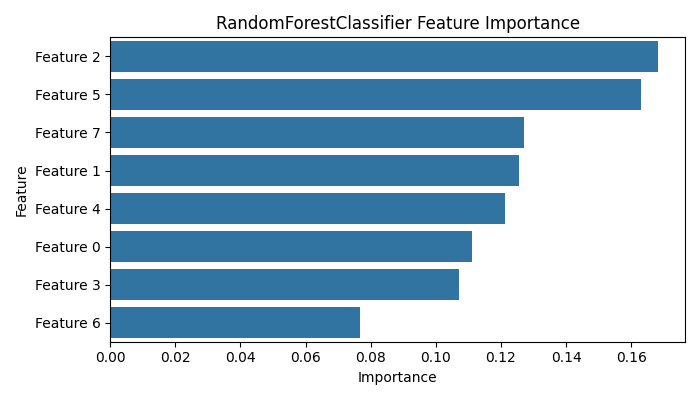 RandomForestClassifier Feature Importance
Feature 2
Feature 5
Feature 7
Feature 1
Feature 4
Feature 0
Feature 3
Feature 6
Feature
0.00 0.02 0.04 0.06 0.08 0.10 0.12 0.14 0.16
Importance